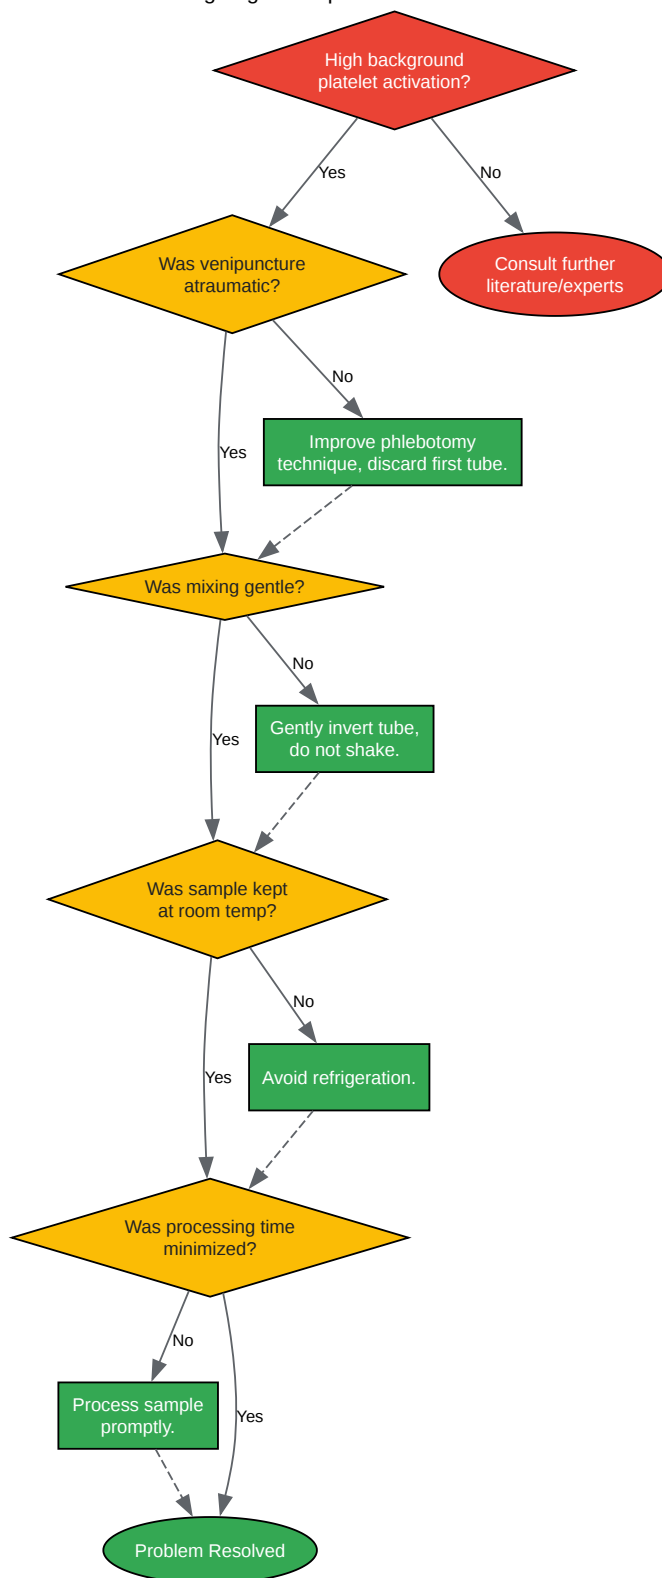 High background
platelet activation?
Yes
No
Was venipuncture
atraumatic?
Consult further
literature/experts
No
Improve phlebotomy
technique, discard first tube.
Yes
Was mixing gentle?
No
Gently invert tube,
do not shake.
Yes
Was sample kept
at room temp?
No
Avoid refrigeration.
Yes
Was processing time
minimized?
No
Process sample
promptly.
Yes
Problem Resolved